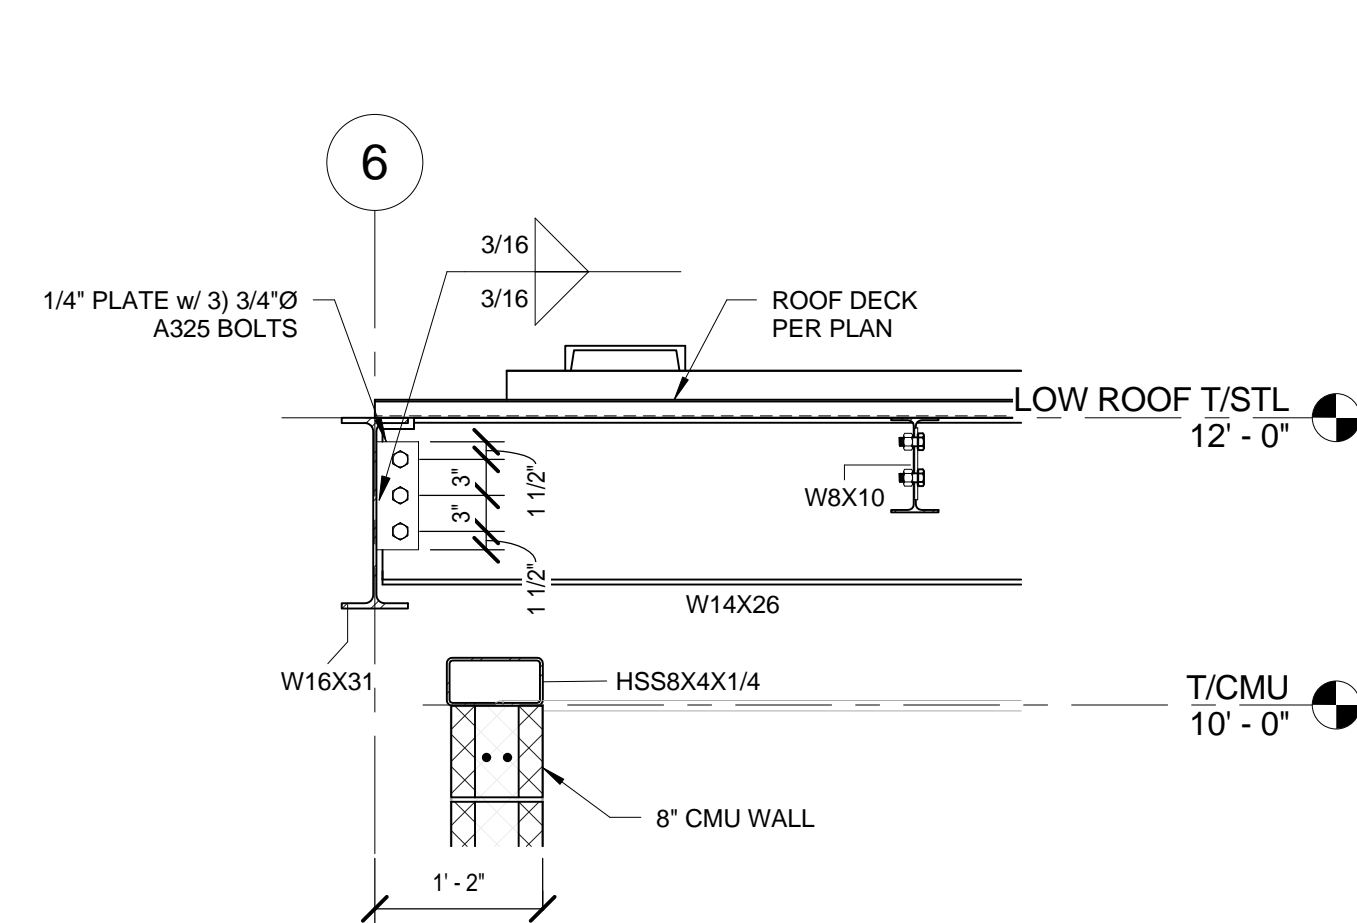 6
3/16
3/16
1/4" PLATE w/ 3) 3/4"Ø
A325 BOLTS
ROOF DECK
PER PLAN
LOW ROOF T/STL
12' - 0"
3"
1 1/2"
3"
1 1/2"
W8X10
W14X26
W16X31
HSS8X4X1/4
T/CMU
10' - 0"
8" CMU WALL
1' - 2"